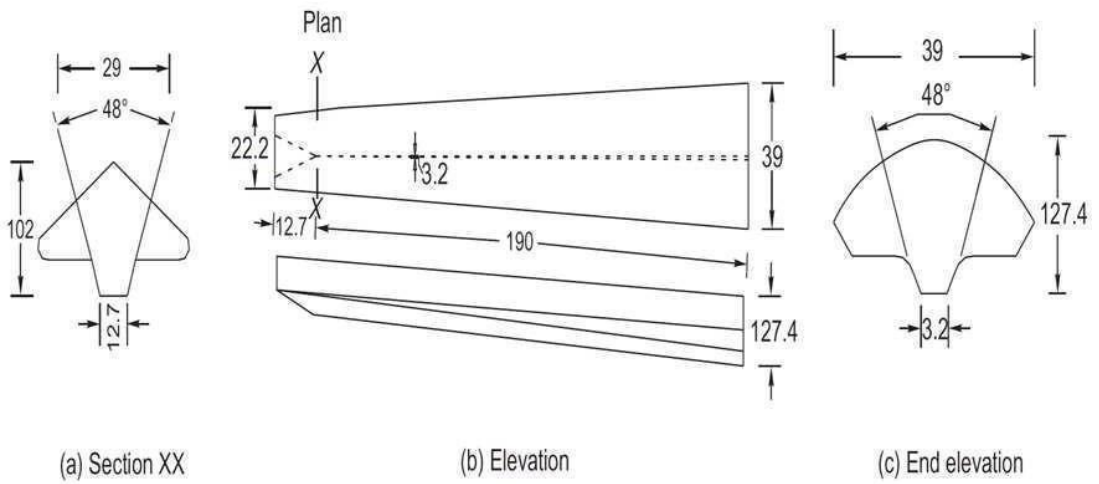 Plan
X
29
48°
102
12.7
(a) Section XX
22.2
3.2
39
X
12.7
190
127.4
(b) Elevation
39
48°
127.4
3.2
(c) End elevation